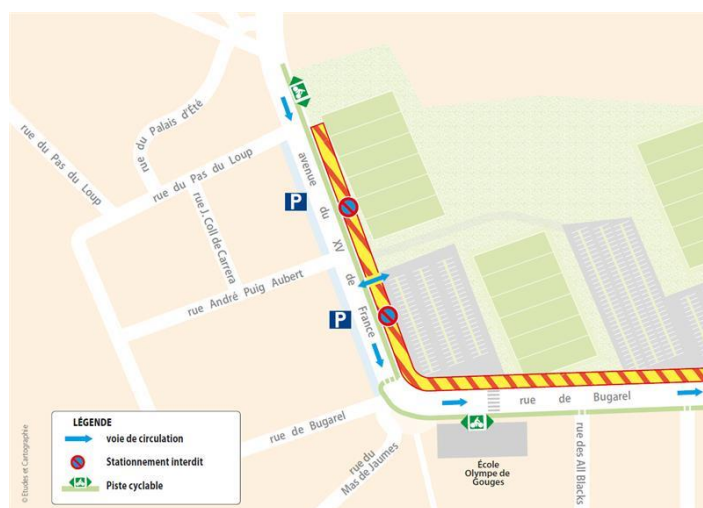 rue du Palais d'Été
rue du Pas du Loup
rue du Pas du Loup
rue J. Coll de Carrera
avenue du XV de France
P
rue André Puig Aubert
P
rue de Bugarel
rue de Bugarel
rue du
Mas de Jaumes
École
Olympe de
Gouges
rue des All Blacks
LÉGENDE
voie de circulation
Stationnement interdit
Piste cyclable
© Etudes et Cartographie